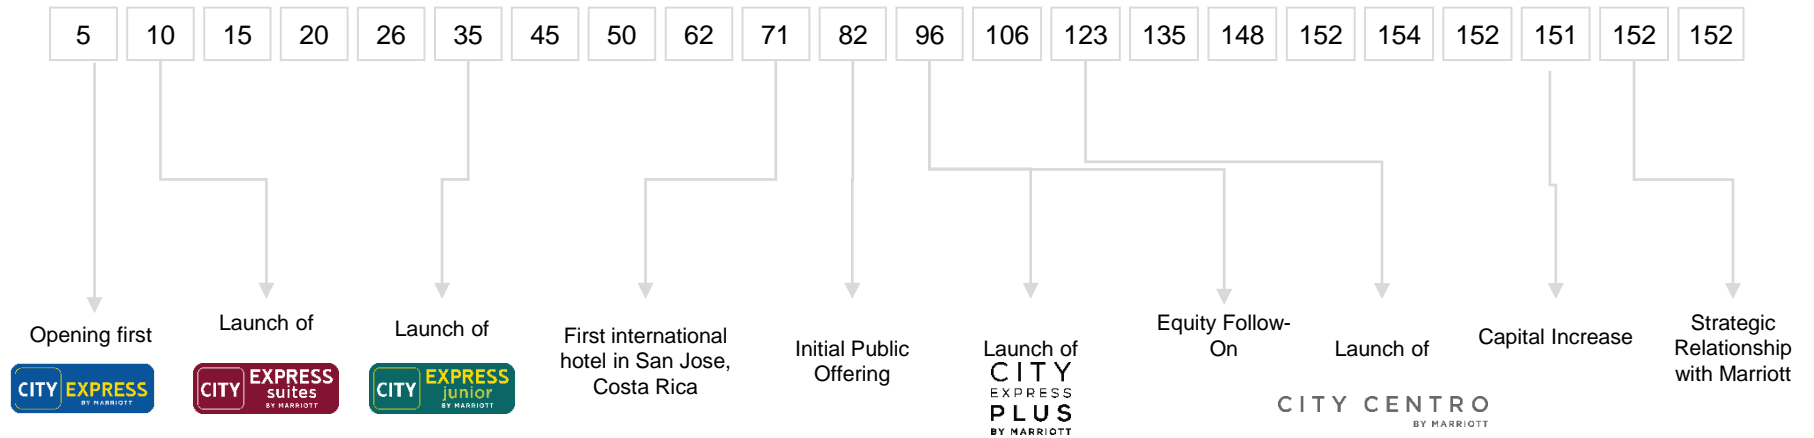 5 10 15 20 26 35 45 50 62 71 82 96 106 123 135 148 152 154 152 151 152 152
Opening first
CITY EXPRESS
BY MARRIOTT
Launch of
CITY EXPRESS
suites
BY MARRIOTT
Launch of
CITY EXPRESS
junior
BY MARRIOTT
First international
hotel in San Jose,
Costa Rica
Initial Public
Offering
Launch of
CITY
EXPRESS
PLUS
BY MARRIOTT
Equity Follow-
On
Launch of
CITY CENTRO
BY MARRIOTT
Capital Increase
Strategic
Relationship
with Marriott